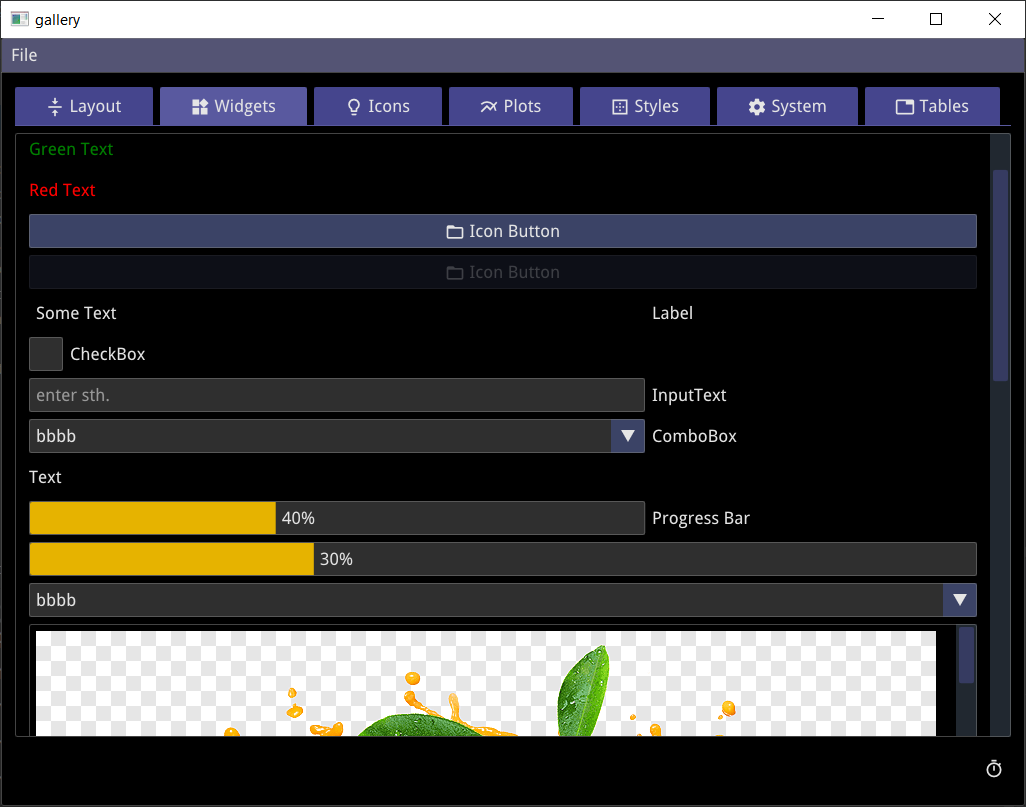 gallery
File
Layout Widgets Icons Plots Styles System Tables
Green Text
Red Text
Icon Button
Icon Button
Some Text Label
CheckBox
enter sth. InputText
bbbb ComboBox
Text
40% Progress Bar
30%
bbbb